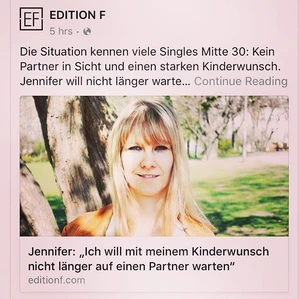 EF
EDITION F
5 hrs ·
Die Situation kennen viele Singles Mitte 30: Kein
Partner in Sicht und einen starken Kinderwunsch.
Jennifer will nicht länger warte... Continue Reading
Jennifer: „Ich will mit meinem Kinderwunsch
nicht länger auf einen Partner warten“
editionf.com